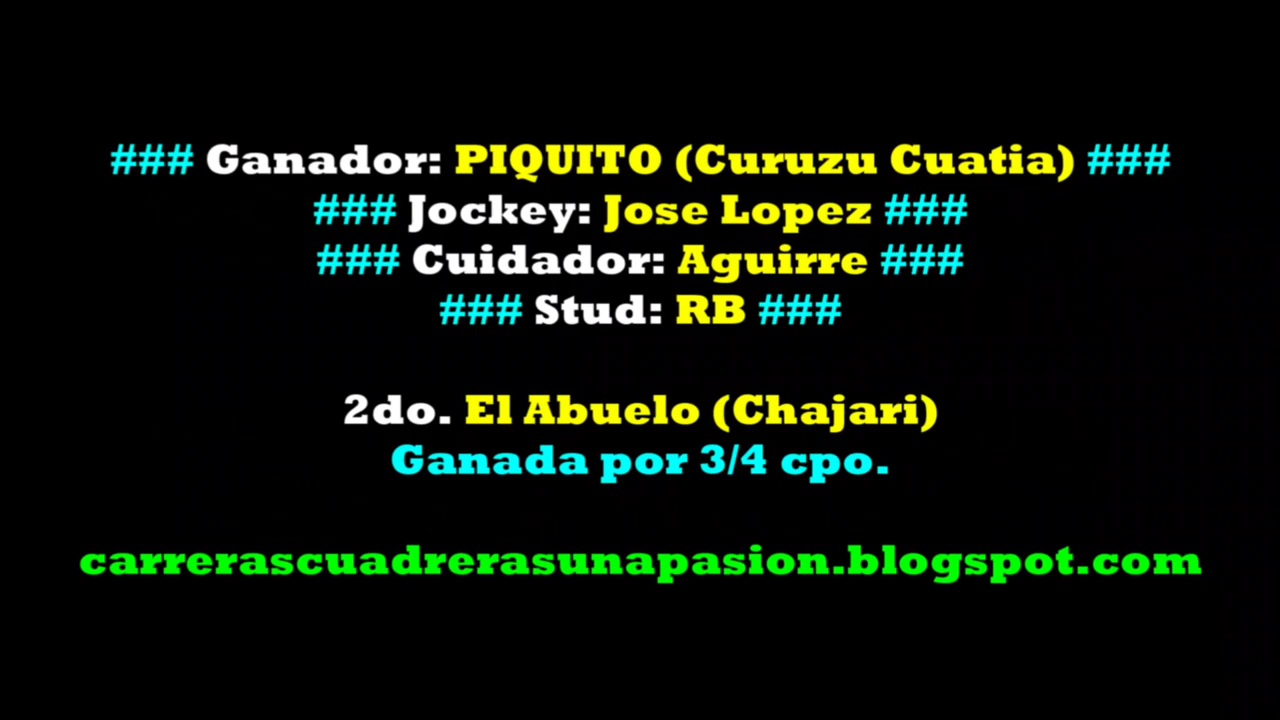 ### Ganador: PIQUITO (Curuzu Cuatia) ###
### Jockey: Jose Lopez ###
### Cuidador: Aguirre ###
### Stud: RB ###
2do. El Abuelo (Chajari)
Ganada por 3/4 cpo.
carrerascuadrerasunapasion.blogspot.com